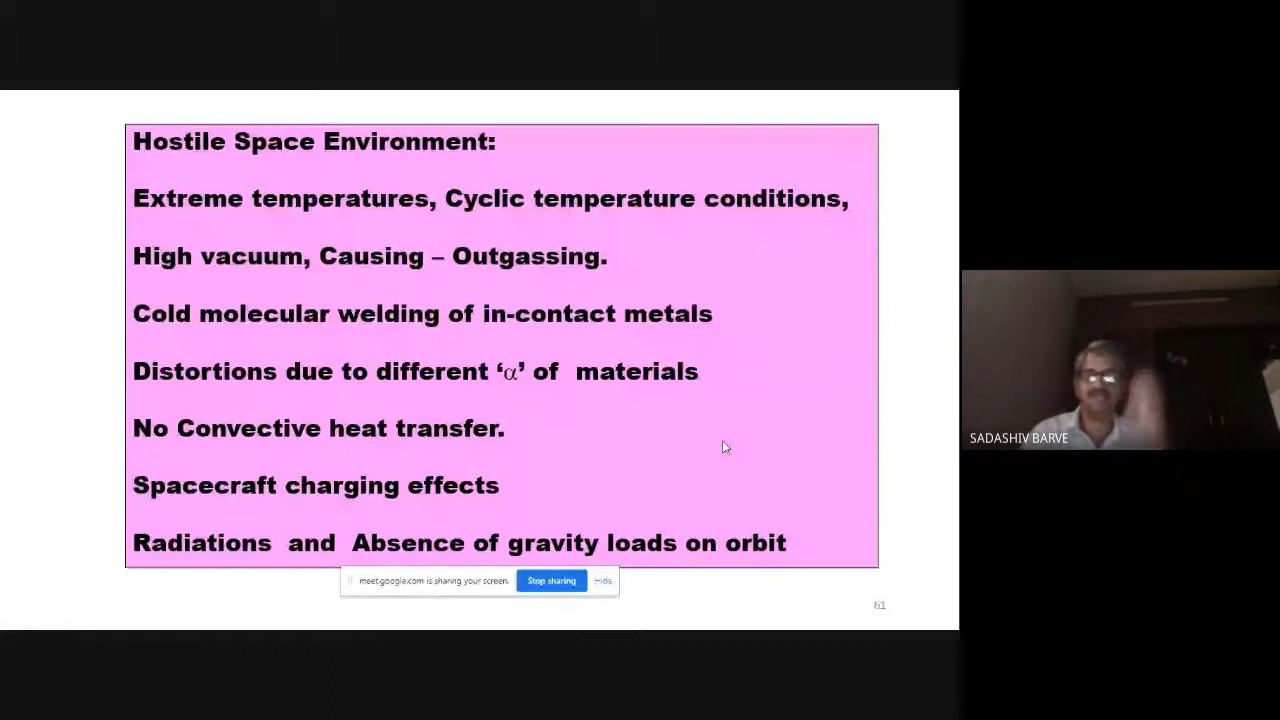 Hostile Space Environment:
Extreme temperatures, Cyclic temperature conditions,
High vacuum, Causing – Outgassing.
Cold molecular welding of in-contact metals
Distortions due to different ‘α’ of materials
No Convective heat transfer.
Spacecraft charging effects
Radiations and Absence of gravity loads on orbit
meet.google.com is sharing your screen. Stop sharing Hide
61
SADASHIV BARVE